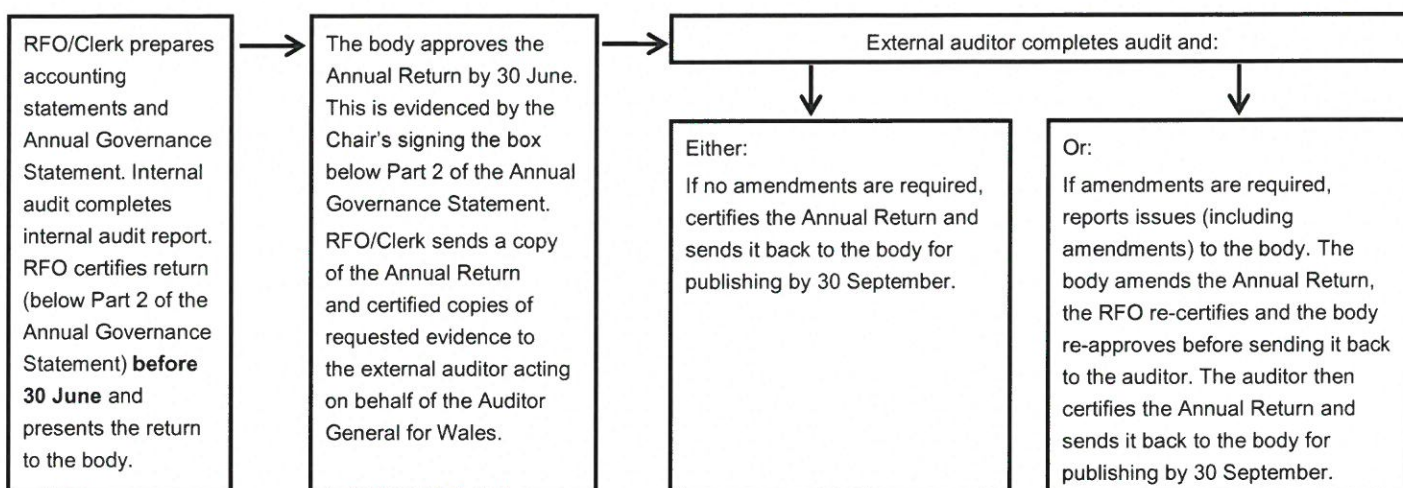 RFO/Clerk prepares
accounting
statements and
Annual Governance
Statement. Internal
audit completes
internal audit report.
RFO certifies return
(below Part 2 of the
Annual Governance
Statement) before
30 June and
presents the return
to the body.
The body approves the
Annual Return by 30 June.
This is evidenced by the
Chair's signing the box
below Part 2 of the Annual
Governance Statement.
RFO/Clerk sends a copy
of the Annual Return
and certified copies of
requested evidence to
the external auditor acting
on behalf of the Auditor
General for Wales.
External auditor completes audit and:
Either:
If no amendments are required,
certifies the Annual Return and
sends it back to the body for
publishing by 30 September.
Or:
If amendments are required,
reports issues (including
amendments) to the body. The
body amends the Annual Return,
the RFO re-certifies and the body
re-approves before sending it back
to the auditor. The auditor then
certifies the Annual Return and
sends it back to the body for
publishing by 30 September.